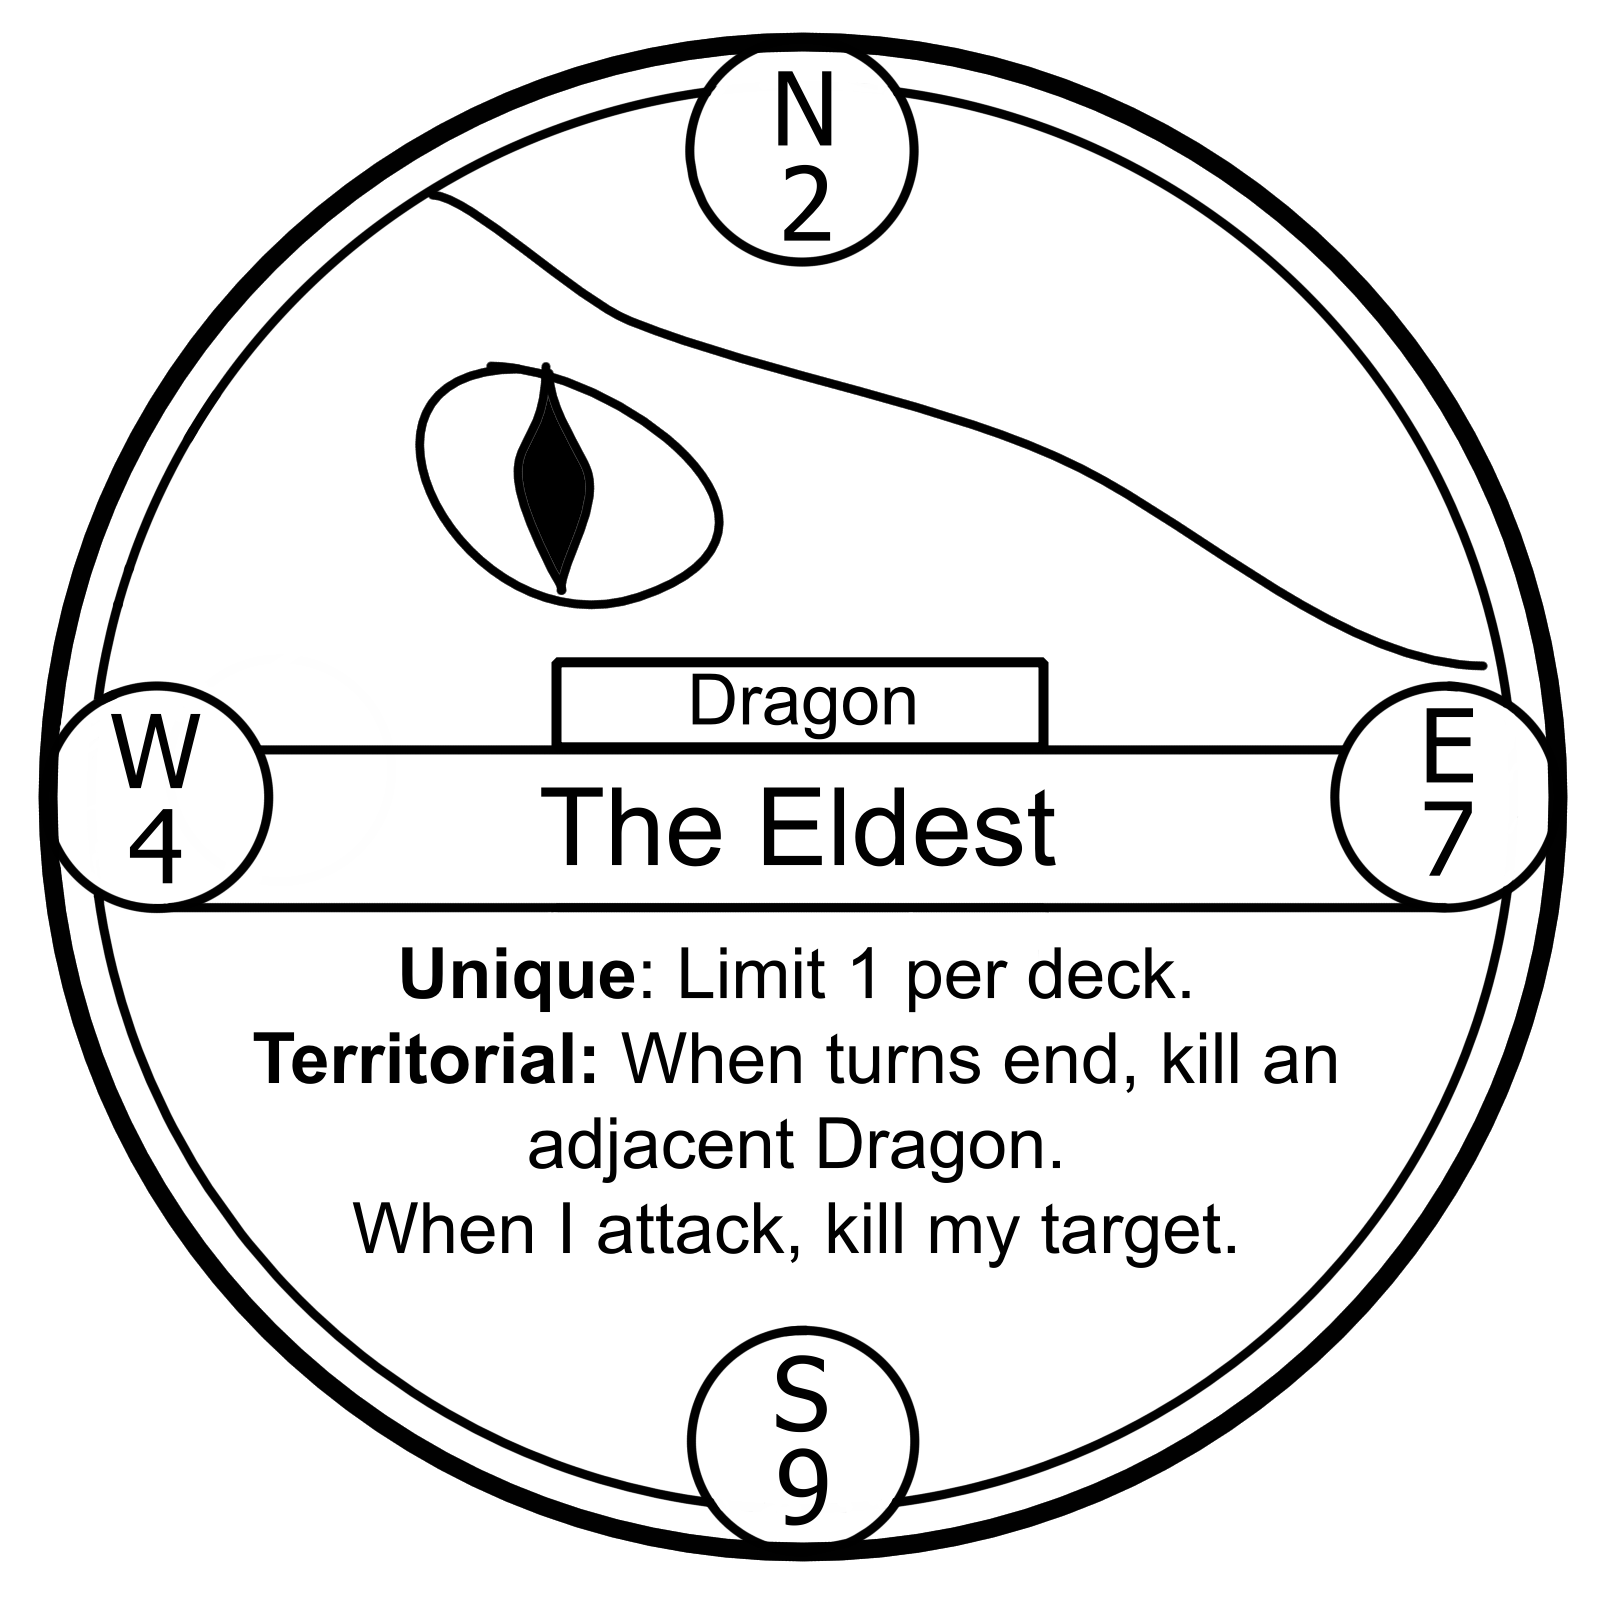 N
2
Dragon
W
4
The Eldest
E
7
Unique: Limit 1 per deck.
Territorial: When turns end, kill an
adjacent Dragon.
When I attack, kill my target.
S
9